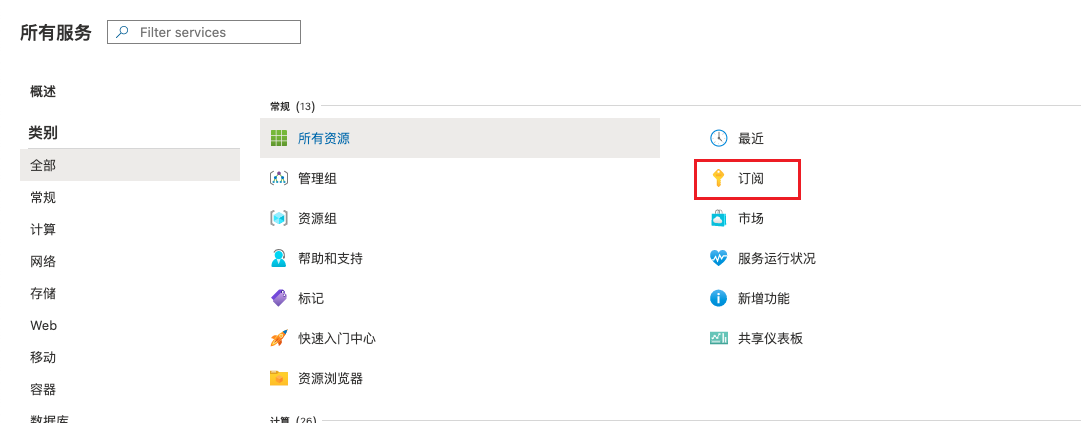 所有服务
Filter services
概述
类别
全部
常规
计算
网络
存储
Web
移动
容器
数据库
常规 (13)
所有资源
最近
管理组
订阅
资源组
市场
帮助和支持
服务运行状况
标记
新增功能
快速入门中心
共享仪表板
资源浏览器
计算 (26)